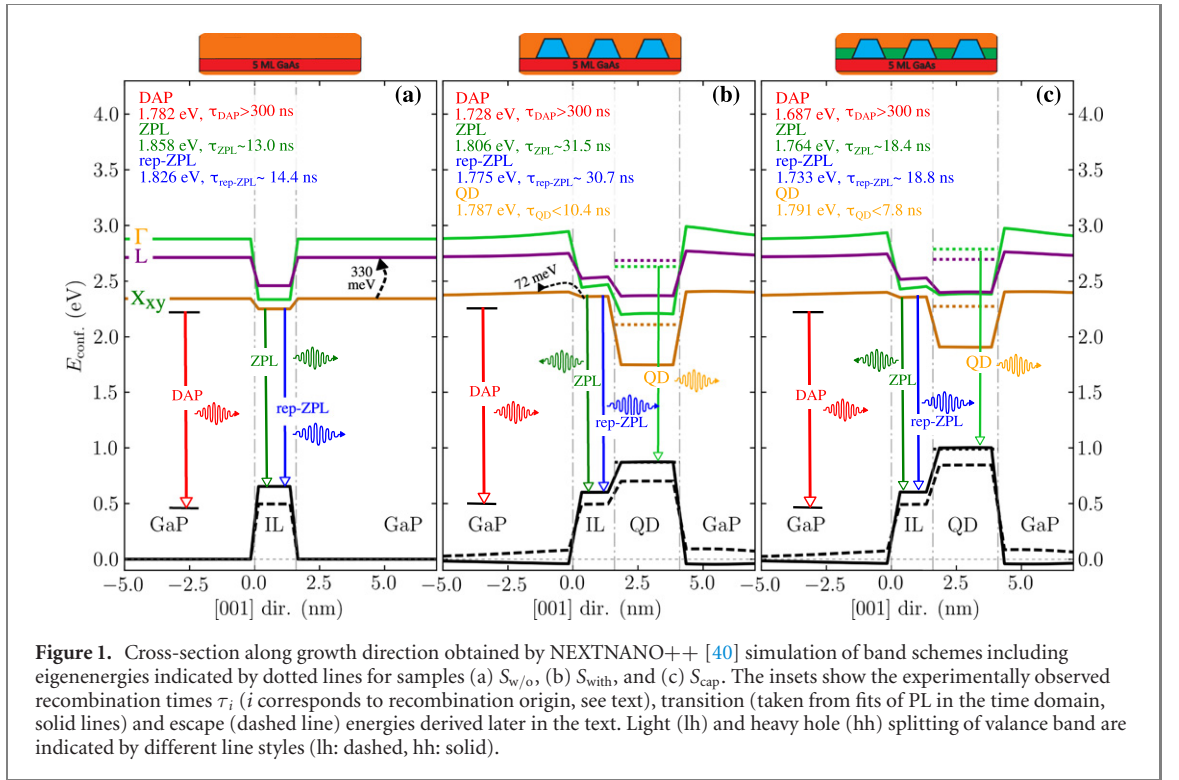 5 ML GaAs
5 ML GaAs
5 ML GaAs
(a)
DAP
1.782 eV, τDAP>300 ns
ZPL
1.858 eV, τZPL~13.0 ns
rep-ZPL
1.826 eV, τrep-ZPL~ 14.4 ns
Γ
L
Xxy
330
meV
ZPL
DAP
rep-ZPL
GaP
IL
GaP
(b)
DAP
1.728 eV, τDAP>300 ns
ZPL
1.806 eV, τZPL~31.5 ns
rep-ZPL
1.775 eV, τrep-ZPL~ 30.7 ns
QD
1.787 eV, τQD<10.4 ns
72 meV
ZPL
QD
DAP
rep-ZPL
GaP
IL
QD
GaP
(c)
DAP
1.687 eV, τDAP>300 ns
ZPL
1.764 eV, τZPL~18.4 ns
rep-ZPL
1.733 eV, τrep-ZPL~ 18.8 ns
QD
1.791 eV, τQD<7.8 ns
QD
ZPL
DAP
rep-ZPL
GaP
IL
QD
GaP
Econf. (eV)
4.0
3.5
3.0
2.5
2.0
1.5
1.0
0.5
0.0
4.0
3.5
3.0
2.5
2.0
1.5
1.0
0.5
0.0
−5.0 −2.5 0.0 2.5 5.0
−5.0 −2.5 0.0 2.5 5.0
−5.0 −2.5 0.0 2.5 5.0
[001] dir. (nm)
[001] dir. (nm)
[001] dir. (nm)
Figure 1. Cross-section along growth direction obtained by NEXTNANO++ [40] simulation of band schemes including
eigenenergies indicated by dotted lines for samples (a) Sw/o, (b) Swith, and (c) Scap. The insets show the experimentally observed
recombination times τi (i corresponds to recombination origin, see text), transition (taken from fits of PL in the time domain,
solid lines) and escape (dashed line) energies derived later in the text. Light (lh) and heavy hole (hh) splitting of valance band are
indicated by different line styles (lh: dashed, hh: solid).